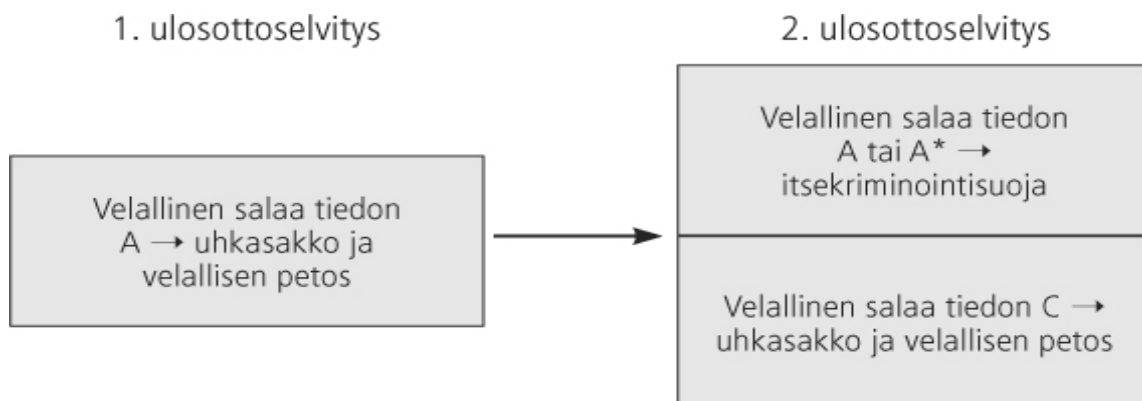 1. ulosottoselvitys
Velallinen salaa tiedon
A → uhkasakko ja
velallisen petos
2. ulosottoselvitys
Velallinen salaa tiedon
A tai A* →
itsekriminointisuoja
Velallinen salaa tiedon C →
uhkasakko ja velallisen petos